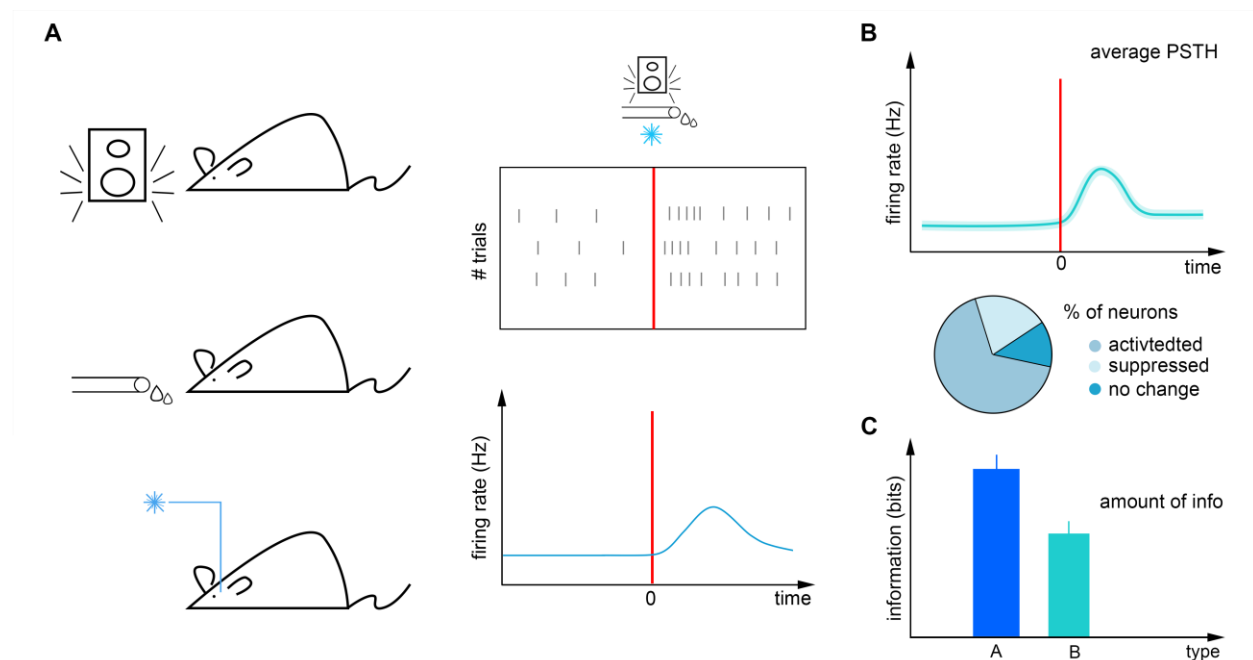 A
# trials
firing rate (Hz)
0
time
B
average PSTH
firing rate (Hz)
0
time
% of neurons
activtedted
suppressed
no change
C
amount of info
information (bits)
A
B
type